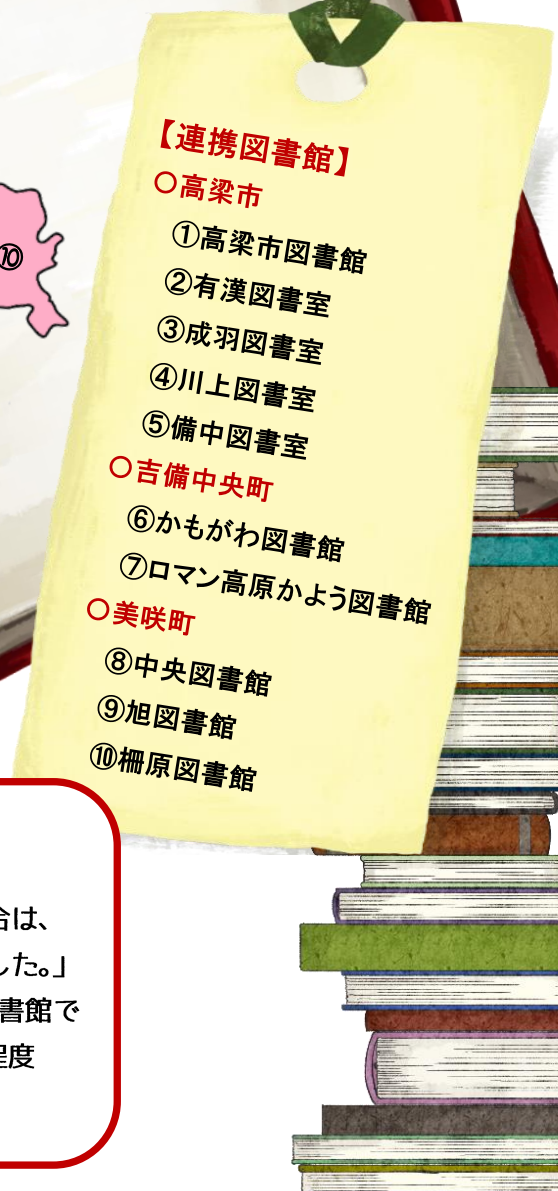 ⑩
【連携図書館】
〇高梁市
①高梁市図書館
②有漢図書室
③成羽図書室
④川上図書室
⑤備中図書室
〇吉備中央町
⑥かもがわ図書館
⑦ロマン高原かよう図書館
〇美咲町
⑧中央図書館
⑨旭図書館
⑩柵原図書館
合は、
した。」
書館で
程度